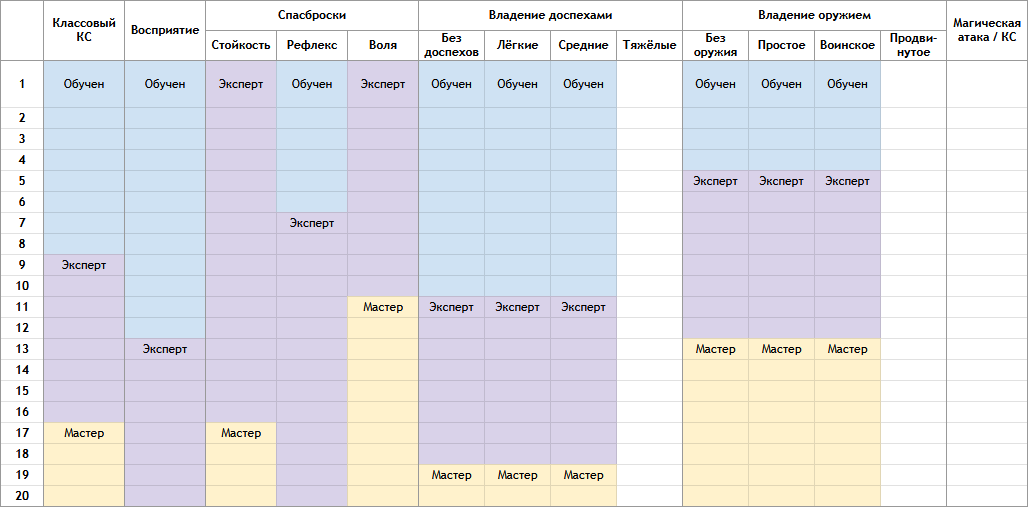 Классовый КС Восприятие Спасброски Владение доспехами Владение оружием Магическая атака / КС
Стойкость Рефлекс Воля Без доспехов Лёгкие Средние Тяжёлые Без оружия Простое Воинское Продви-нутое
1 Обучен Обучен Эксперт Обучен Эксперт Обучен Обучен Обучен Обучен Обучен Обучен
2
3
4
5 Эксперт Эксперт Эксперт
6
7 Эксперт
8
9 Эксперт
10
11 Мастер Эксперт Эксперт Эксперт
12
13 Эксперт Мастер Мастер Мастер
14
15
16
17 Мастер Мастер
18
19 Мастер Мастер Мастер
20